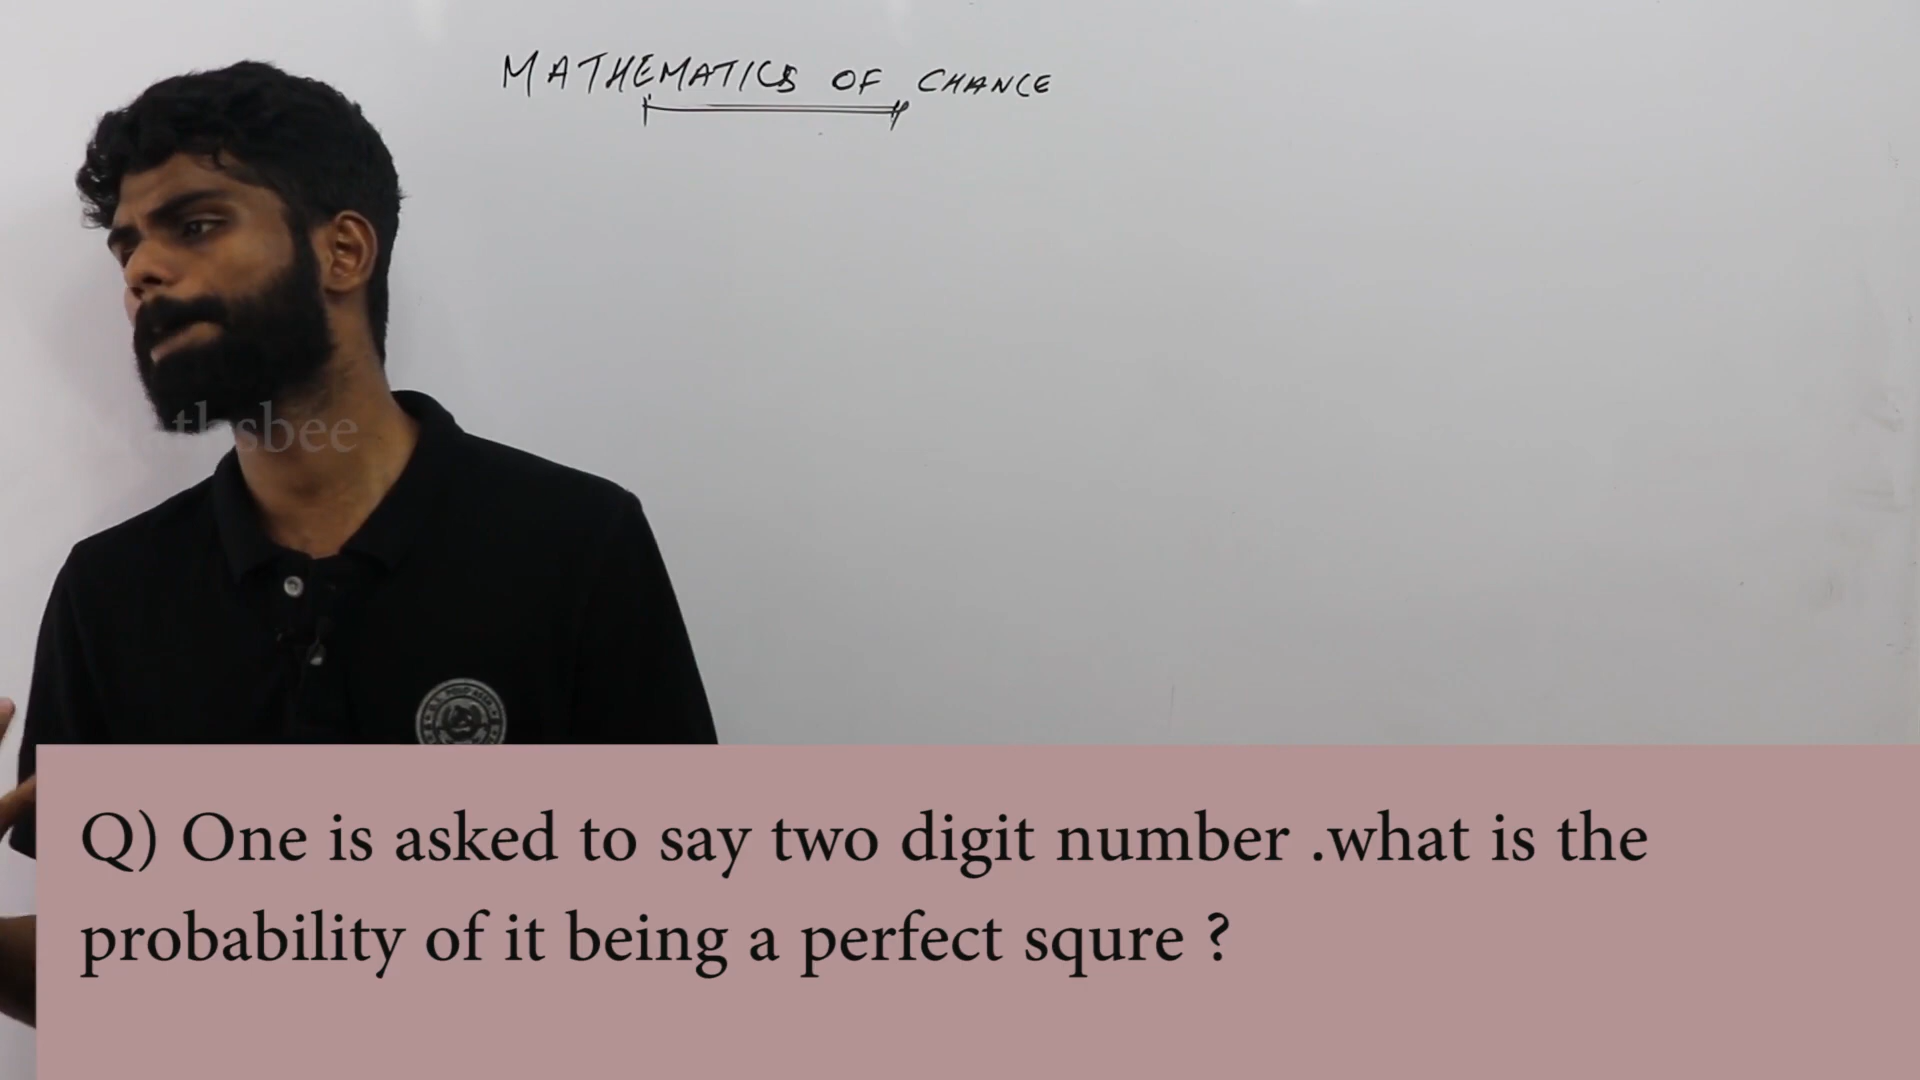 MATHEMATICS OF CHANCE
Mathsbee
Q) One is asked to say two digit number .what is the
probability of it being a perfect squre ?